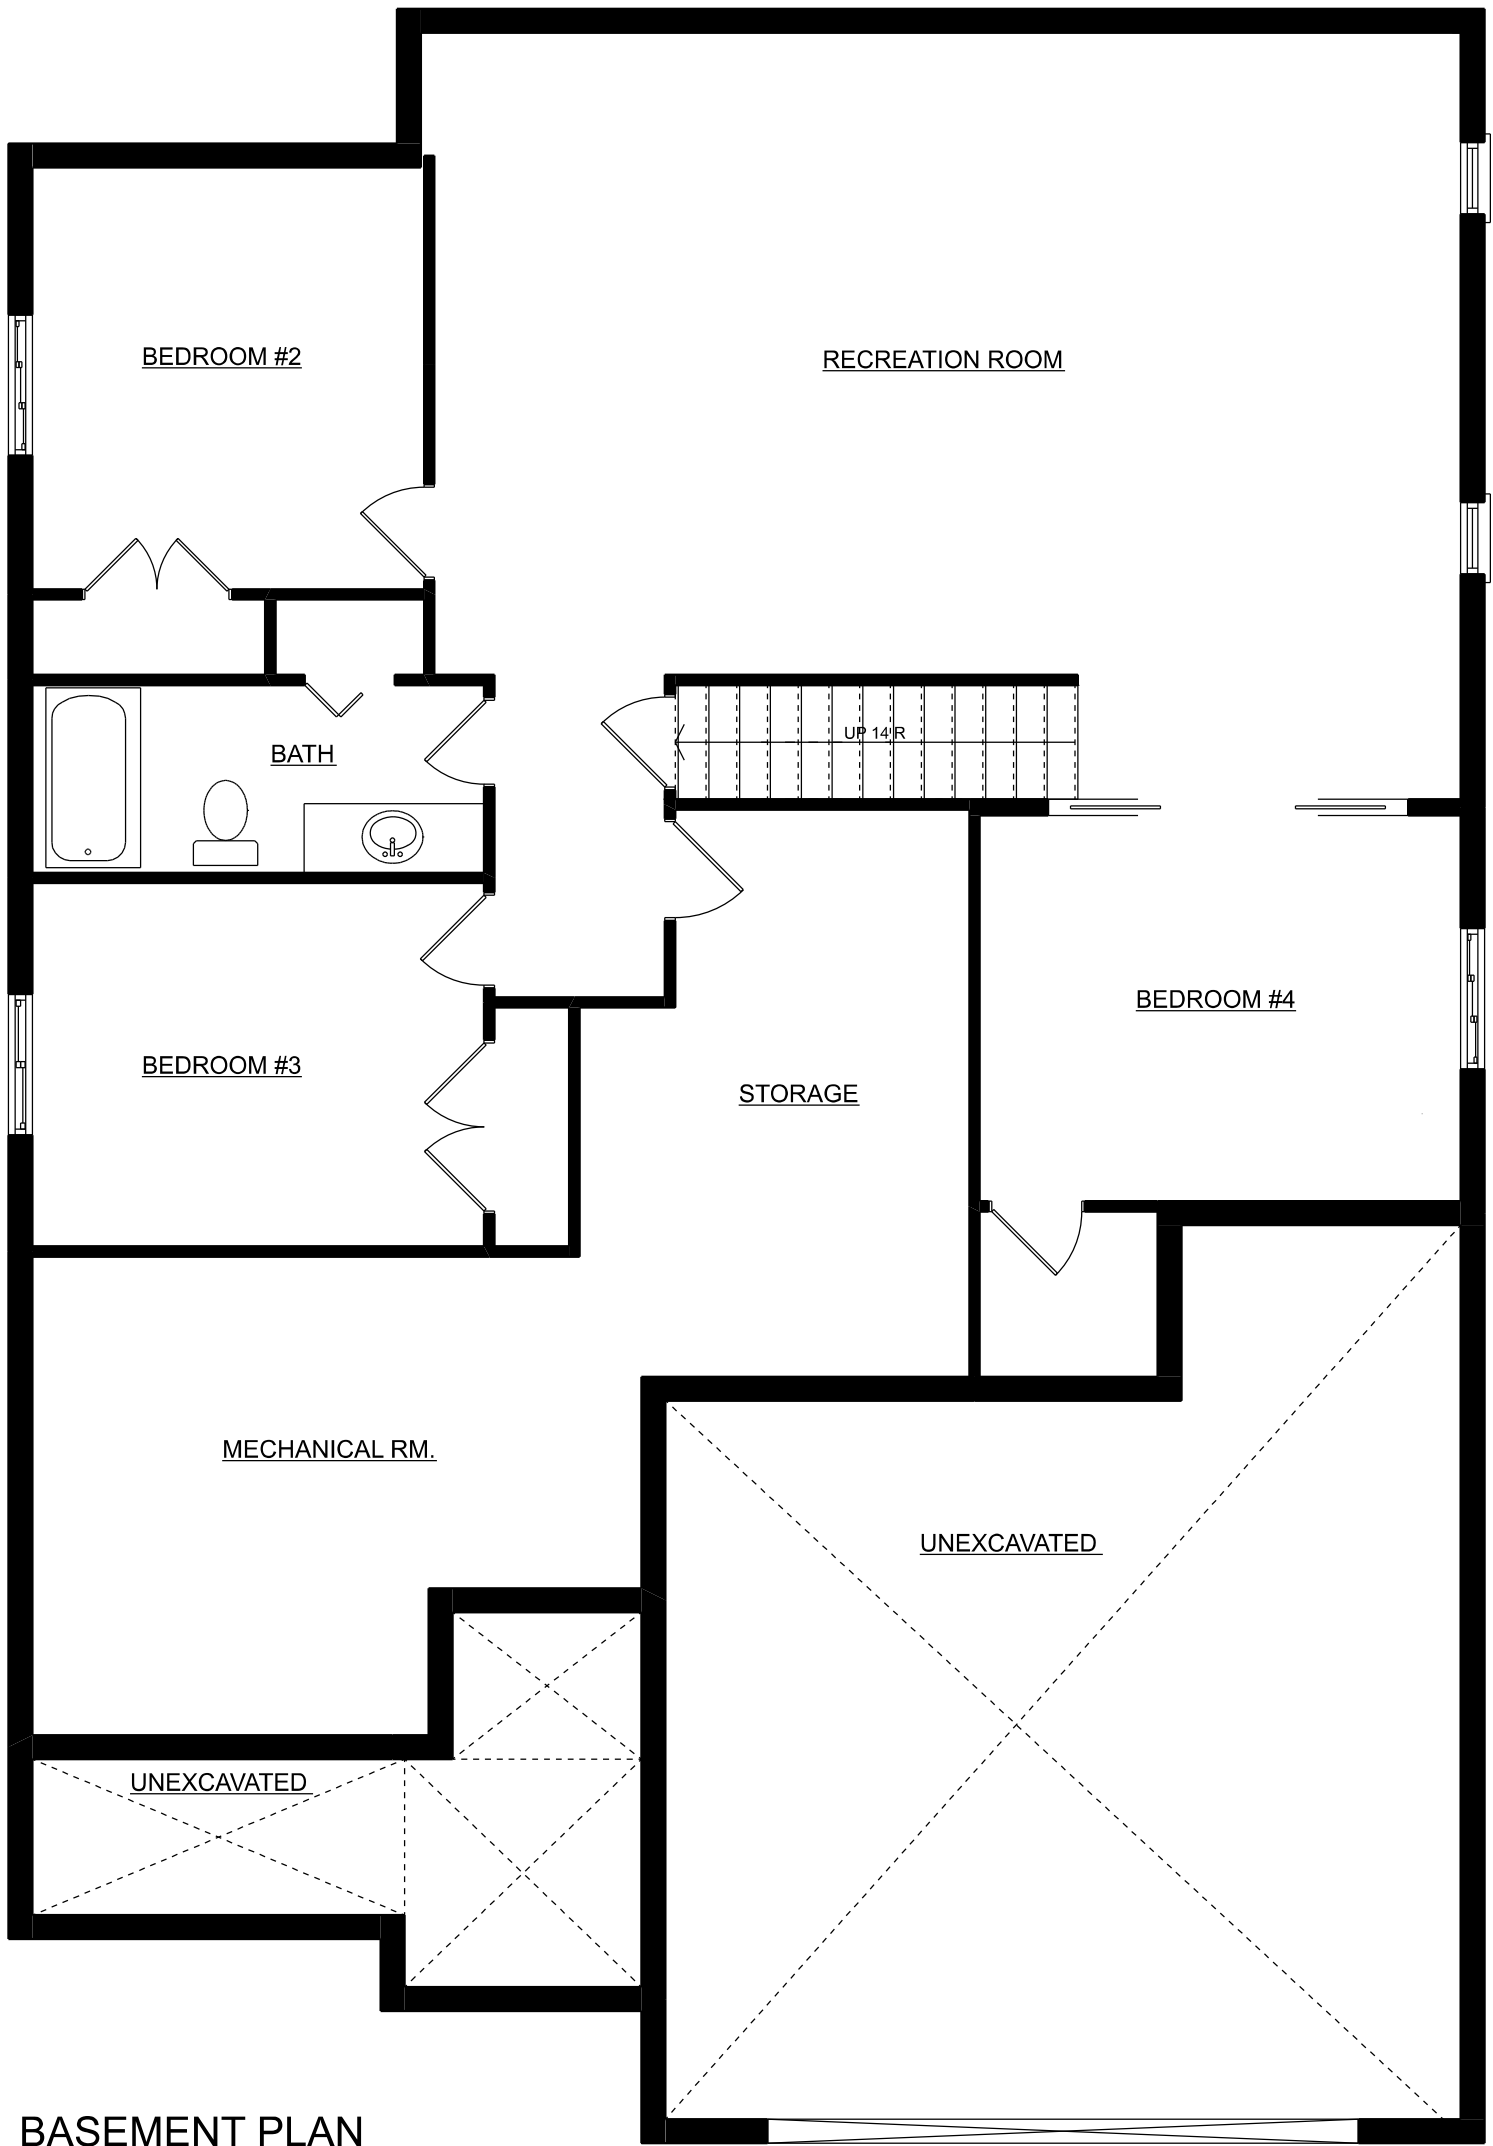 BEDROOM #2
RECREATION ROOM
UP 14 R
BATH
BEDROOM #4
BEDROOM #3
STORAGE
MECHANICAL RM.
UNEXCAVATED
UNEXCAVATED
BASEMENT PLAN